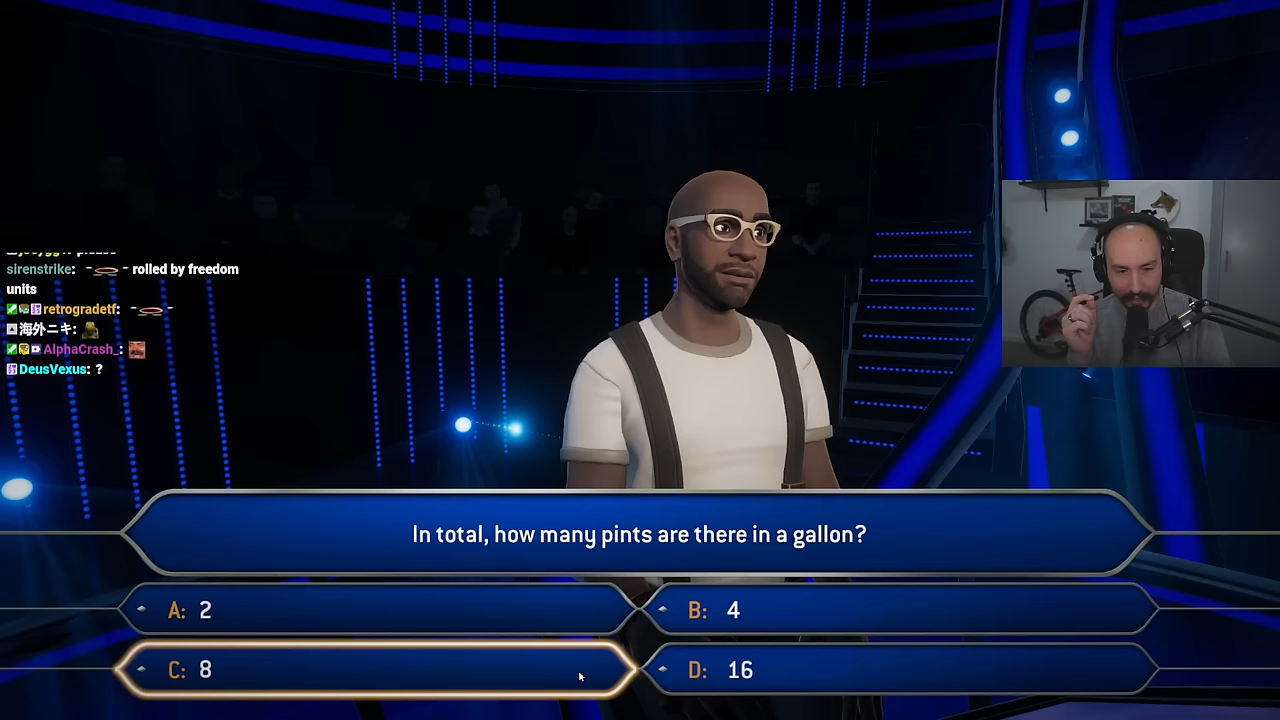 sirenstrike: rolled by freedom
units
retrogradetf:
海外ニキ:
AlphaCrash_:
DeusVexus: ?
In total, how many pints are there in a gallon?
A: 2
B: 4
C: 8
D: 16